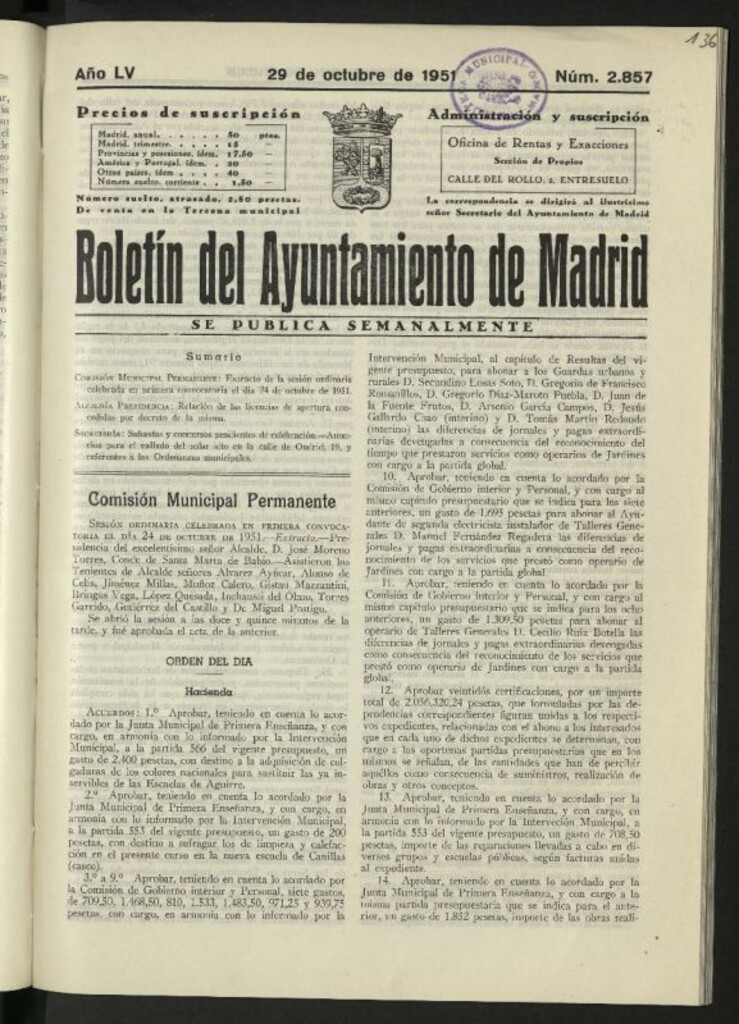 136
Año LV
29 de octubre de 1951
Núm. 2.857
MUNICIPAL
Precios de suscripción
Madrid, anual. . . . . . 50 ptas.
Madrid, trimestre. . . . . 15 —
Provincias y posesiones, ídem. . 17,50 —
América y Portugal, ídem. . . 20 —
Otros países, ídem . . . . 40 —
Número suelto, corriente . . . 1,50 —
Número suelto, atrasado, 2,50 pesetas.
De venta en la Tercena municipal
Administración y suscripción
Oficina de Rentas y Exacciones
Sección de Propios
CALLE DEL ROLLO, 2, ENTRESUELO
La correspondencia se dirigirá al ilustrísimo
señor Secretario del Ayuntamiento de Madrid
Boletín del Ayuntamiento de Madrid
SE PUBLICA SEMANALMENTE
Sumario
COMISIÓN MUNICIPAL PERMANENTE: Extracto de la sesión ordinaria
celebrada en primera convocatoria el día 24 de octubre de 1951.
ALCALDÍA PRESIDENCIA: Relación de las licencias de apertura con-
cedidas por decreto de la misma.
SECRETARÍA: Subastas y concursos pendientes de celebración.—Anun-
cios para el vallado del solar sito en la calle de Ondril, 19, y
referentes a las Ordenanzas municipales.
Comisión Municipal Permanente
SESIÓN ORDINARIA CELEBRADA EN PRIMERA CONVOCA-
TORIA EL DÍA 24 DE OCTUBRE DE 1951.—Extracto.—Pre-
sidencia del excelentísimo señor Alcalde, D. José Moreno
Torres, Conde de Santa Marta de Babío.—Asistieron los
Tenientes de Alcalde señores Alvarez Ayúcar, Alonso de
Celis, Jiménez Millas, Muñoz Calero, Gistau Mazzantini,
Bringas Vega, López Quesada, Inchausti del Olazo, Torres
Garrido, Gutiérrez del Castillo y De Miguel Postigo.
Se abrió la sesión a las doce y quince minutos de la
tarde, y fué aprobada el acta de la anterior.
ORDEN DEL DIA
Hacienda
ACUERDOS: 1.º Aprobar, teniendo en cuenta lo acor-
dado por la Junta Municipal de Primera Enseñanza, y con
cargo, en armonía con lo informado por la Intervención
Municipal, a la partida 566 del vigente presupuesto, un
gasto de 2.400 pesetas, con destino a la adquisición de col-
gaduras de los colores nacionales para sustituir las ya in-
servibles de las Escuelas de Aguirre.
2.º Aprobar, teniendo en cuenta lo acordado por la
Junta Municipal de Primera Enseñanza, y con cargo, en
armonía con lo informado por la Intervención Municipal,
a la partida 553 del vigente presupuesto, un gasto de 200
pesetas, con destino a sufragar los de limpieza y calefac-
ción en el presente curso en la nueva escuela de Canillas
(casco).
3.º a 9.º Aprobar, teniendo en cuenta lo acordado por
la Comisión de Gobierno interior y Personal, siete gastos,
de 709,50, 1.468,50, 810, 1.533, 1.483,50, 971,25 y 939,75
pesetas, con cargo, en armonía con lo informado por la
Intervención Municipal, al capítulo de Resultas del vi-
gente presupuesto, para abonar a los Guardas urbanos y
rurales D. Secundino Losas Soto, D. Gregorio de Francisco
Romanillos, D. Gregorio Díaz-Maroto Puebla, D. Juan de
la Fuente Frutos, D. Arsenio García Campos, D. Jesús
Gallardo Cano (interino) y D. Tomás Martín Redondo
(interino) las diferencias de jornales y pagas extraordi-
narias devengadas a consecuencia del reconocimiento del
tiempo que prestaron servicios como operarios de Jardines
con cargo a la partida global.
10. Aprobar, teniendo en cuenta lo acordado por la
Comisión de Gobierno interior y Personal, y con cargo al
mismo capítulo presupuestario que se indica para los siete
anteriores, un gasto de 1.695 pesetas para abonar al Ayu-
dante de segunda electricista instalador de Talleres Gene-
rales D. Manuel Fernández Regadera las diferencias de
jornales y pagas extraordinarias a consecuencia del reco-
nocimiento de los servicios que prestó como operario de
Jardines con cargo a la partida global.
11. Aprobar, teniendo en cuenta lo acordado por la
Comisión de Gobierno interior y Personal, y con cargo al
mismo capítulo presupuestario que se indica para los ocho
anteriores, un gasto de 1.309,50 pesetas para abonar al
operario de Talleres Generales D. Cecilio Ruiz Botella las
diferencias de jornales y pagas extraordinarias devengadas
como consecuencia del reconocimiento de los servicios que
prestó como operario de Jardines con cargo a la partida
global.
12. Aprobar veintidós certificaciones, por un importe
total de 2.056.320,24 pesetas, que formuladas por las de-
pendencias correspondientes figuran unidas a los respecti-
vos expedientes, relacionadas con el abono a los interesados
que en cada uno de dichos expedientes se determinan, con
cargo a las oportunas partidas presupuestarias que en los
mismos se señalan, de las cantidades que han de percibir
aquéllos como consecuencia de suministros, realización de
obras y otros conceptos.
13. Aprobar, teniendo en cuenta lo acordado por la
Junta Municipal de Primera Enseñanza, y con cargo, en
armonía con lo informado por la Interveción Municipal, a
la partida 553 del vigente presupuesto, un gasto de 708,50
pesetas, importe de las reparaciones llevadas a cabo en di-
versos grupos y escuelas públicas, según facturas unidas
al expediente.
14. Aprobar, teniendo en cuenta lo acordado por la
Junta Municipal de Primera Enseñanza, y con cargo a la
misma partida presupuestaria que se indica para el ante-
rior, un gasto de 1.852 pesetas, importe de las obras reali-